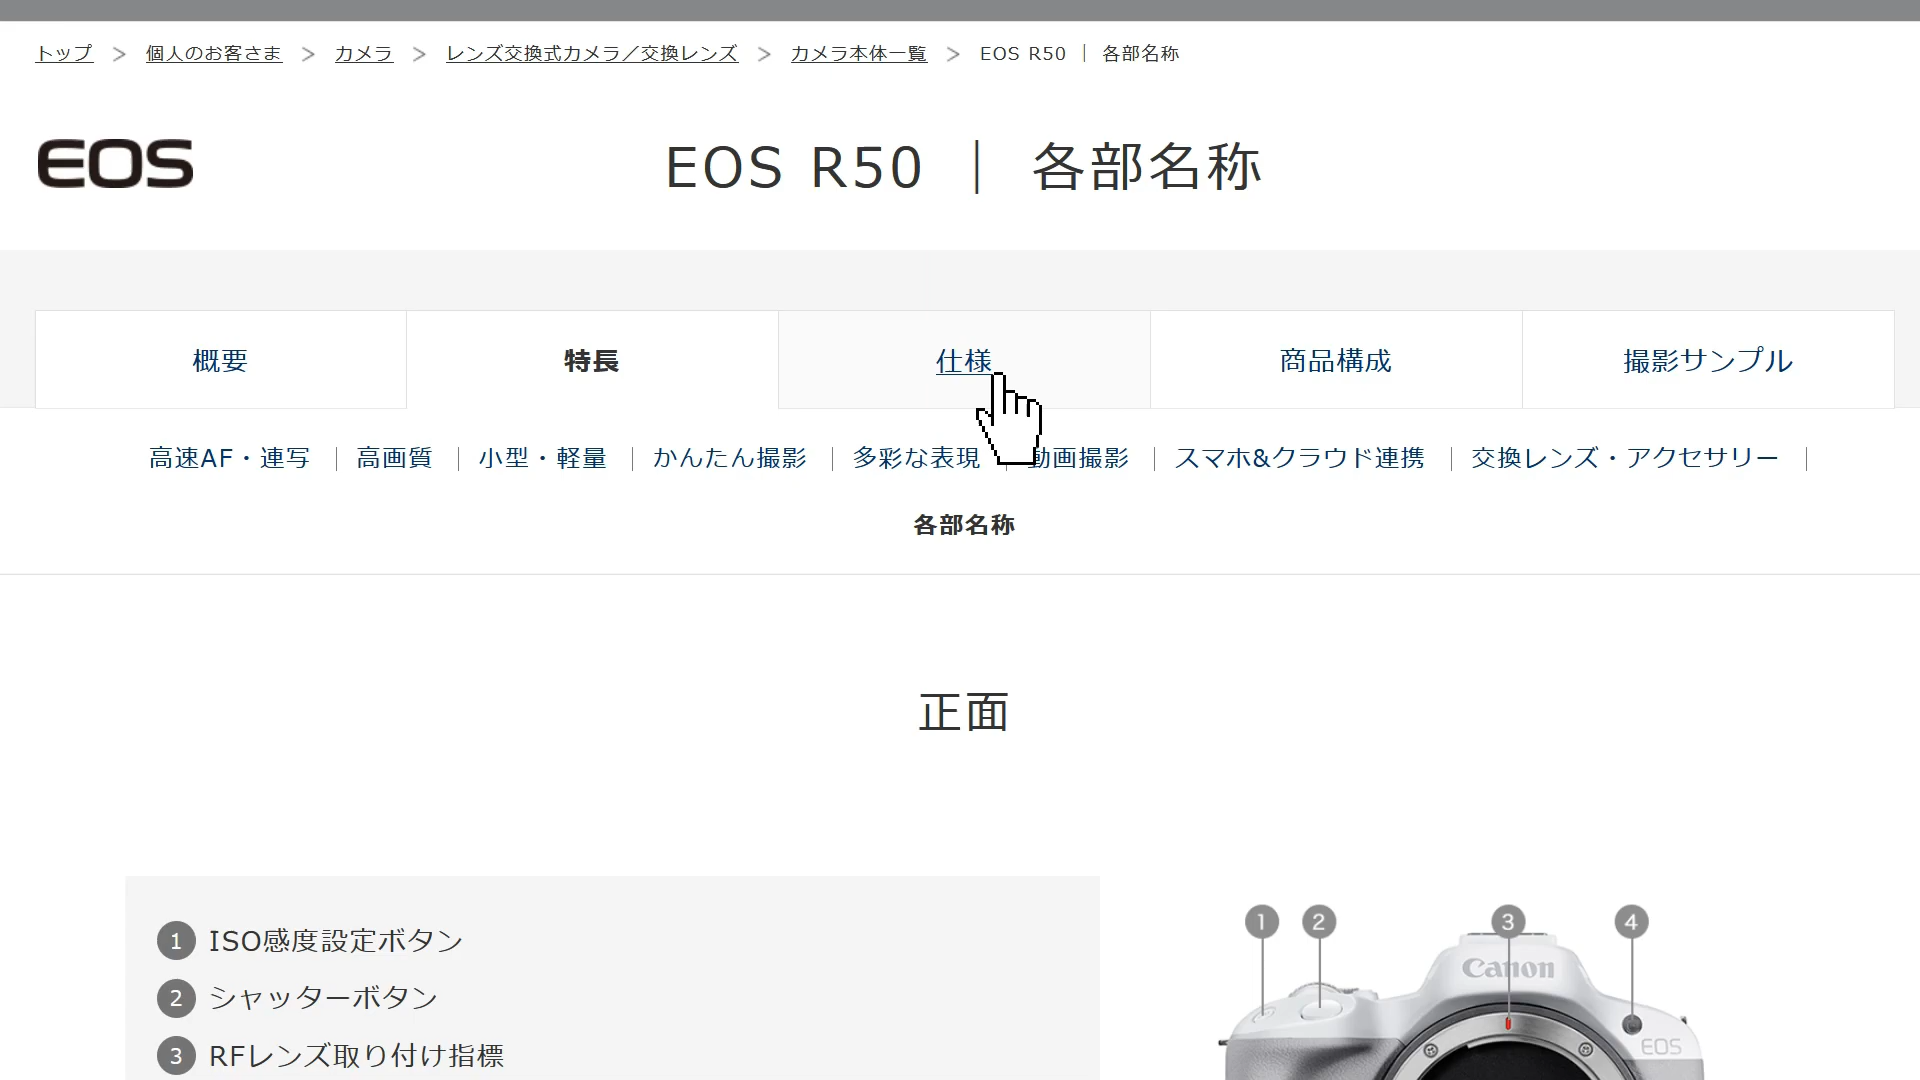 トップ > 個人のお客さま > カメラ > レンズ交換式カメラ／交換レンズ > カメラ本体一覧 > EOS R50 ｜ 各部名称
EOS
EOS R50 ｜ 各部名称
概要 特長 仕様 商品構成 撮影サンプル
高速AF・連写 ｜ 高画質 ｜ 小型・軽量 ｜ かんたん撮影 ｜ 多彩な表現 ｜ 動画撮影 ｜ スマホ&クラウド連携 ｜ 交換レンズ・アクセサリー ｜
各部名称
正面
1 ISO感度設定ボタン
2 シャッターボタン
3 RFレンズ取り付け指標
1 2 3 4
Canon
EOS